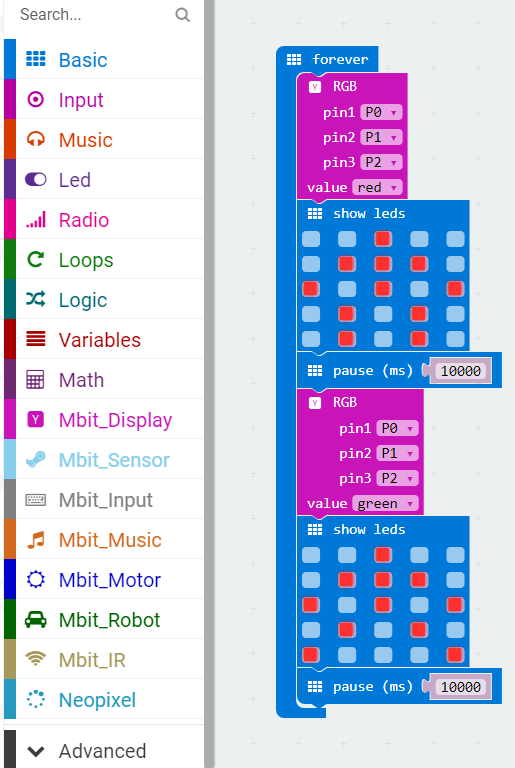 Search...
Basic
Input
Music
Led
Radio
Loops
Logic
Variables
Math
Y Mbit_Display
Mbit_Sensor
Mbit_Input
Mbit_Music
Mbit_Motor
Mbit_Robot
Mbit_IR
Neopixel
Advanced
forever
Y RGB
pin1 P0
pin2 P1
pin3 P2
value red
show leds
pause (ms) 10000
Y RGB
pin1 P0
pin2 P1
pin3 P2
value green
show leds
pause (ms) 10000